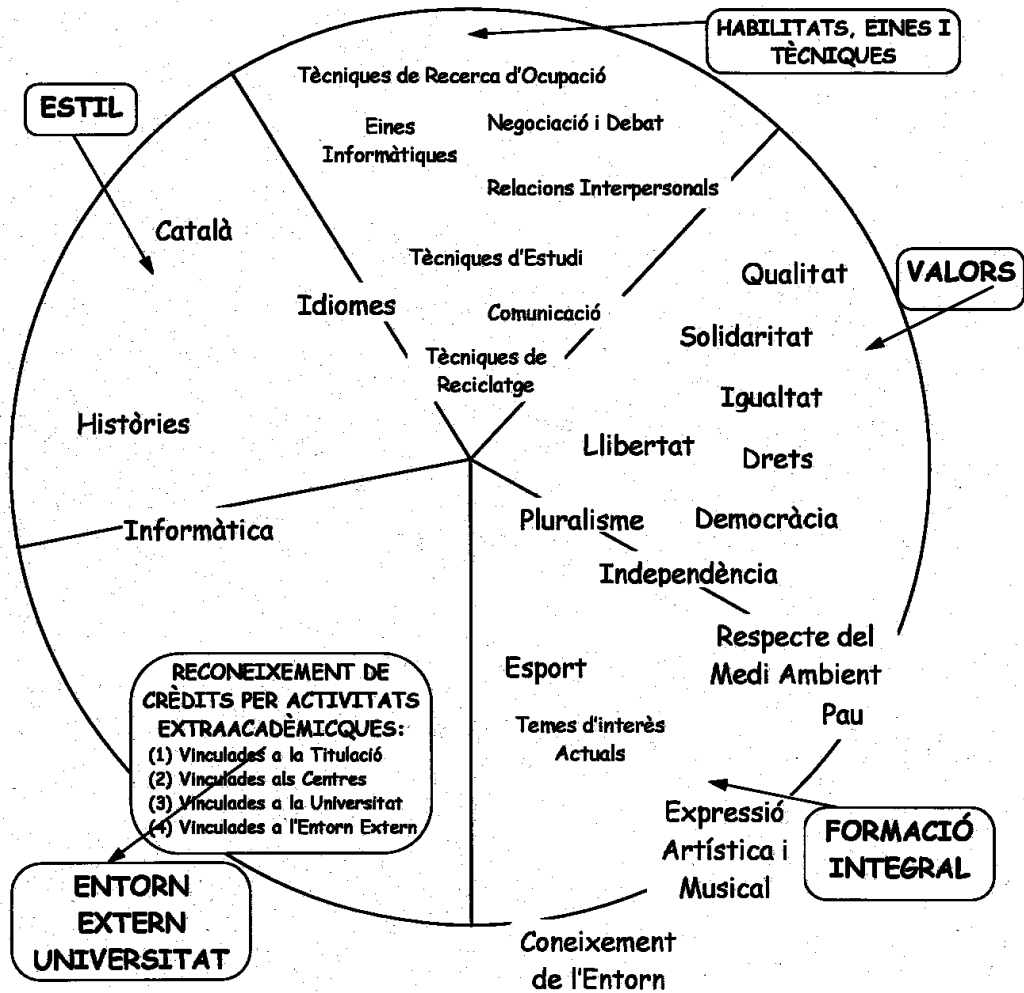 HABILITATS, EINES I
TÈCNIQUES
Tècniques de Recerca d'Ocupació
Eines
Informàtiques
Negociació i Debat
Relacions Interpersonals
Tècniques d'Estudi
Comunicació
Tècniques de
Reciclatge
ESTIL
Català
Idiomes
Històries
Informàtica
VALORS
Qualitat
Solidaritat
Igualtat
Llibertat
Drets
Pluralisme
Democràcia
Independència
Respecte del
Medi Ambient
Pau
Esport
Temes d'interès
Actuals
Expressió
Artística i
Musical
Coneixement
de l'Entorn
FORMACIÓ
INTEGRAL
RECONEIXEMENT DE
CRÈDITS PER ACTIVITATS
EXTRAACADÈMICQUES:
(1) Vinculades a la Titulació
(2) Vinculades als Centres
(3) Vinculades a la Universitat
(4) Vinculades a l'Entorn Extern
ENTORN
EXTERN
UNIVERSITAT